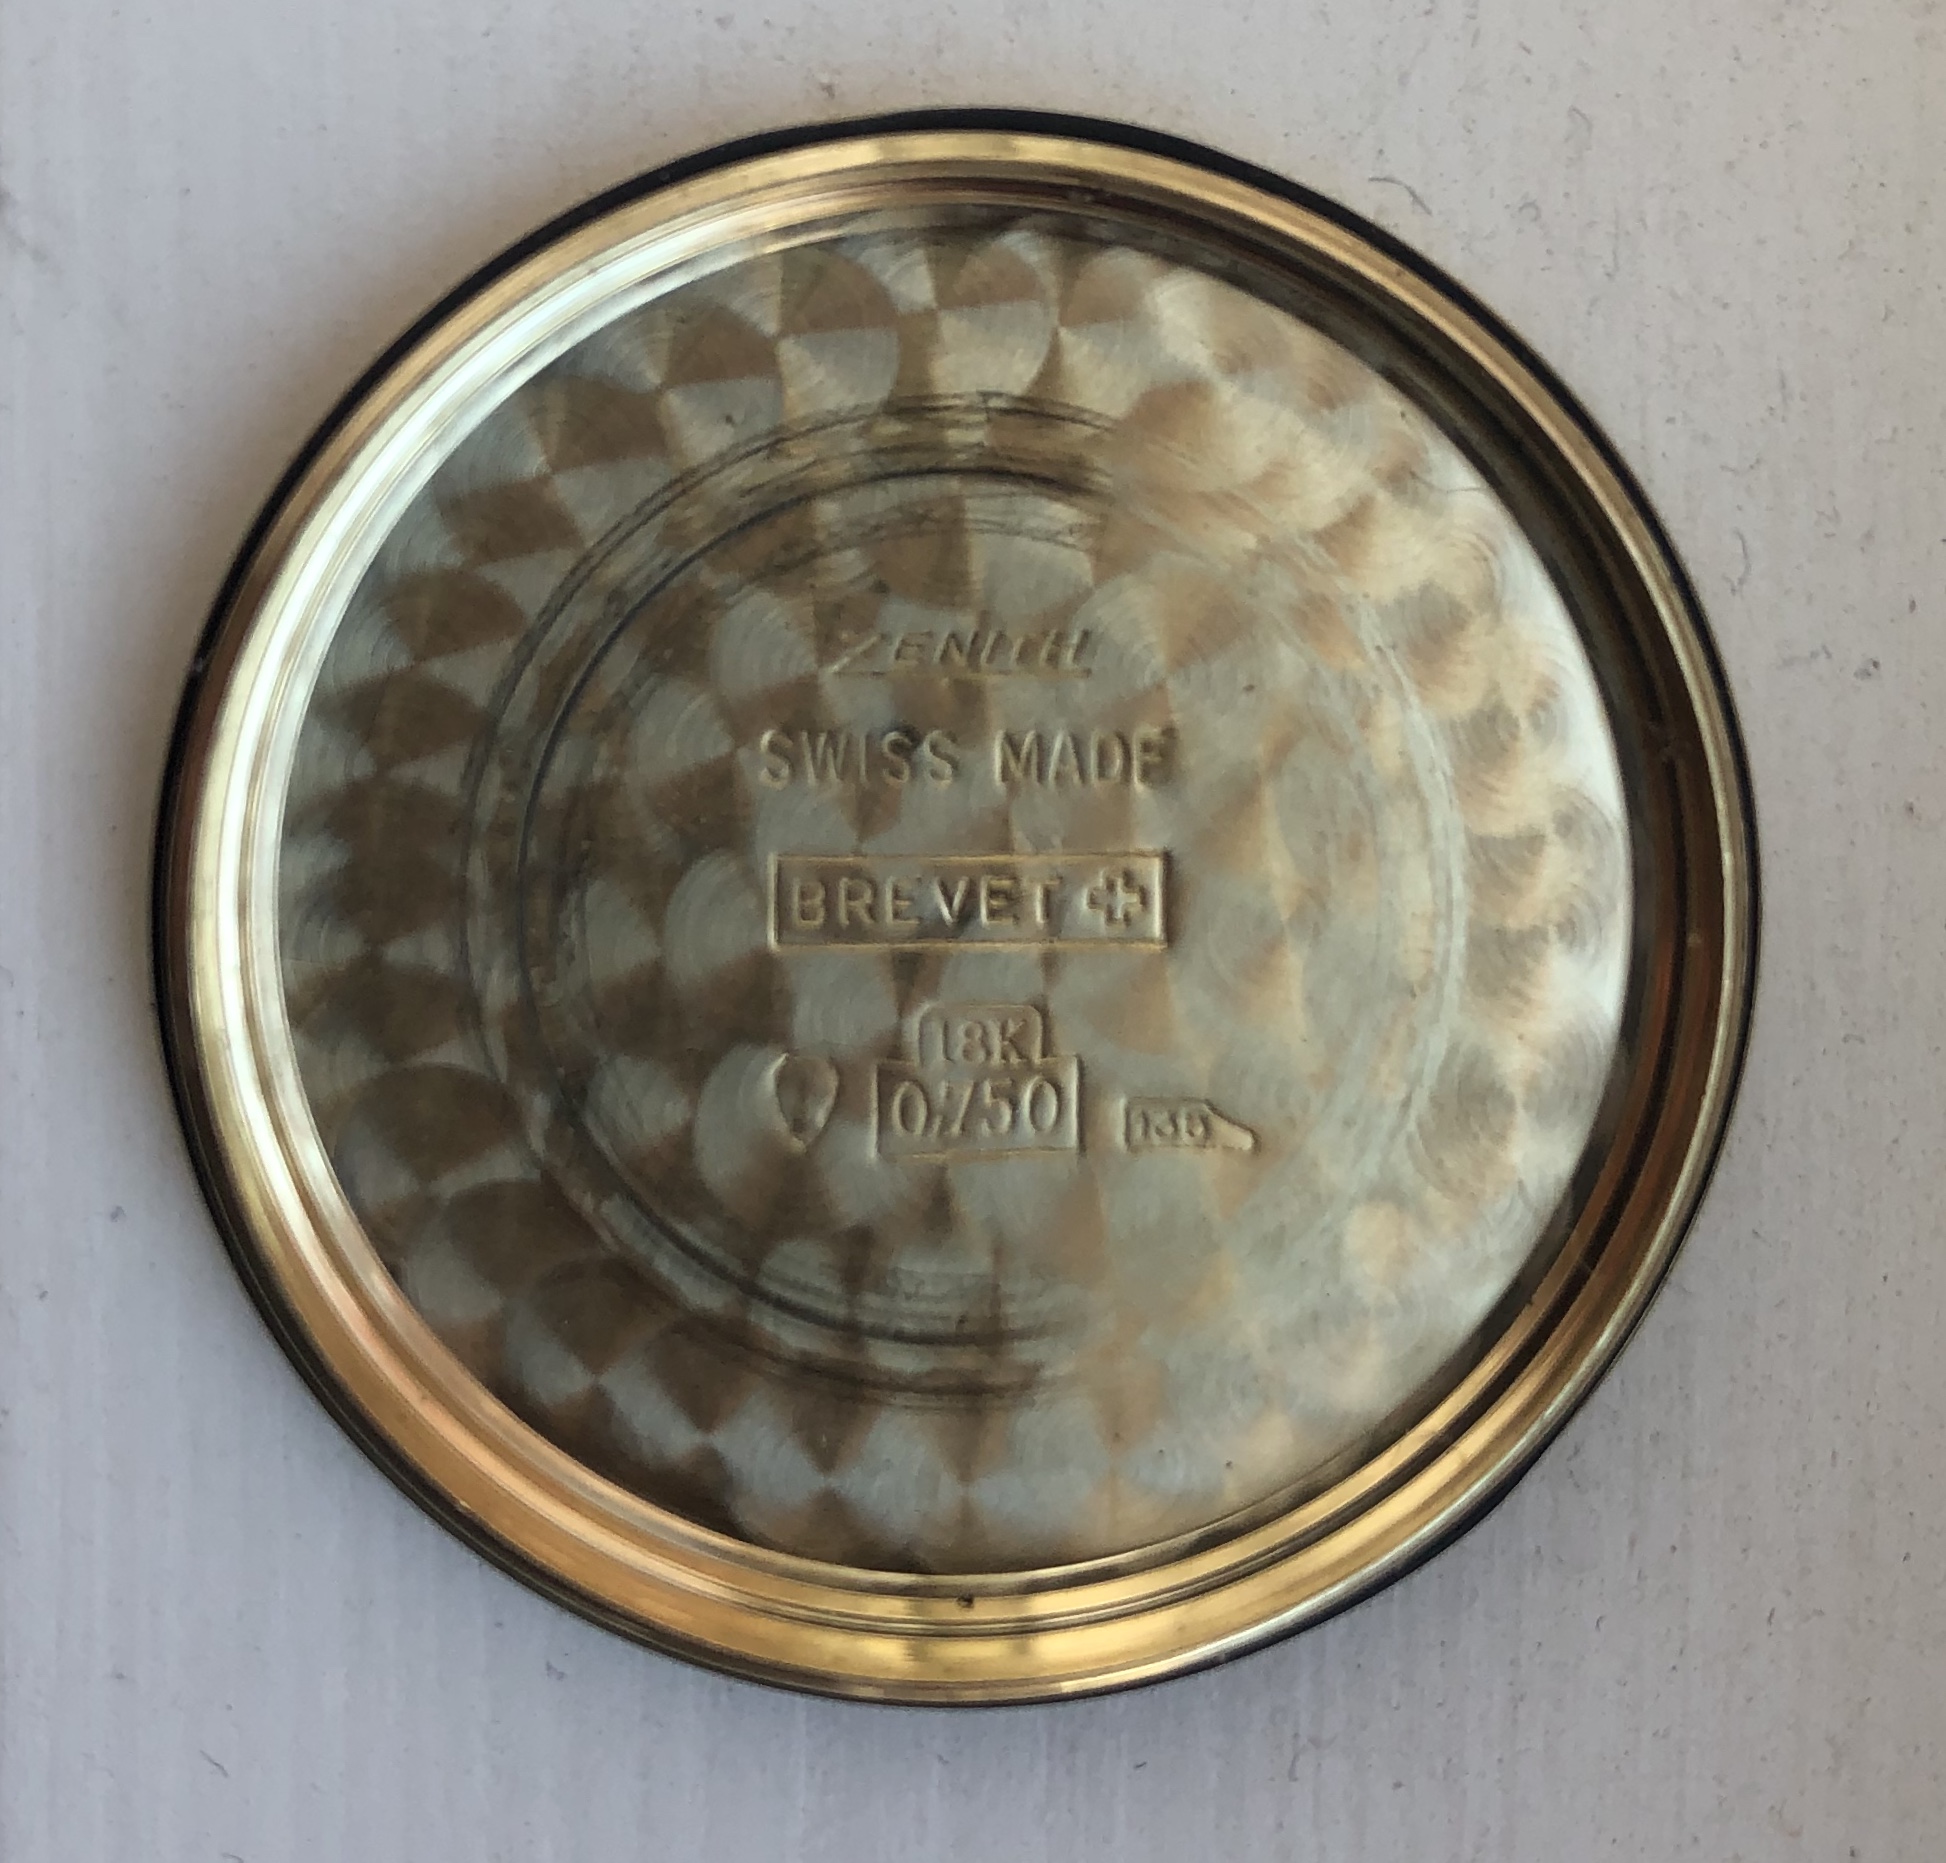 ZENITH
SWISS MADE
BREVET
18K
0,750